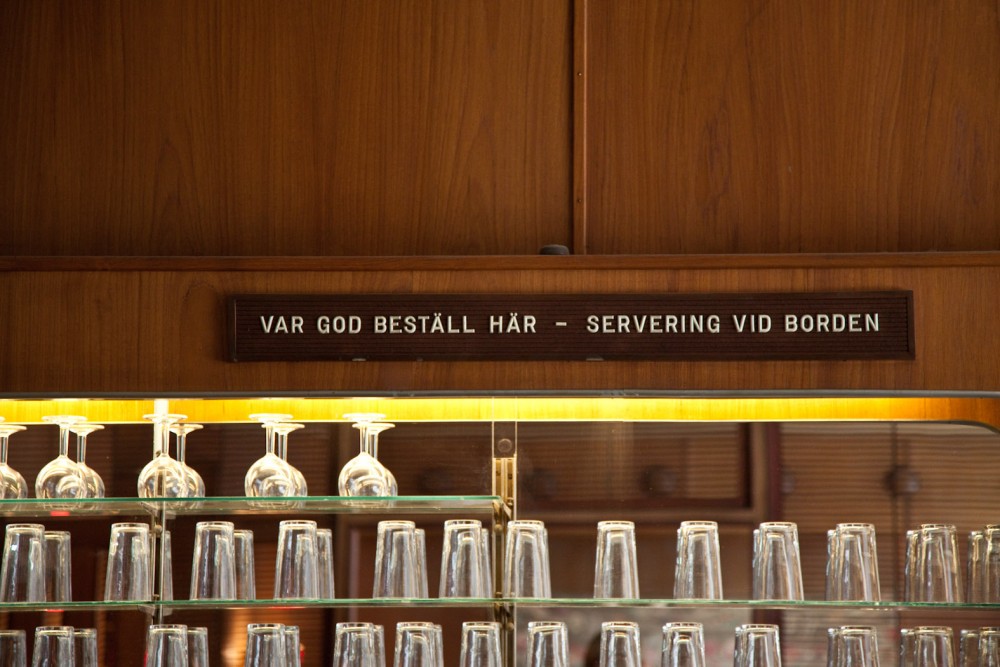 VAR GOD BESTÄLL HÄR – SERVERING VID BORDEN